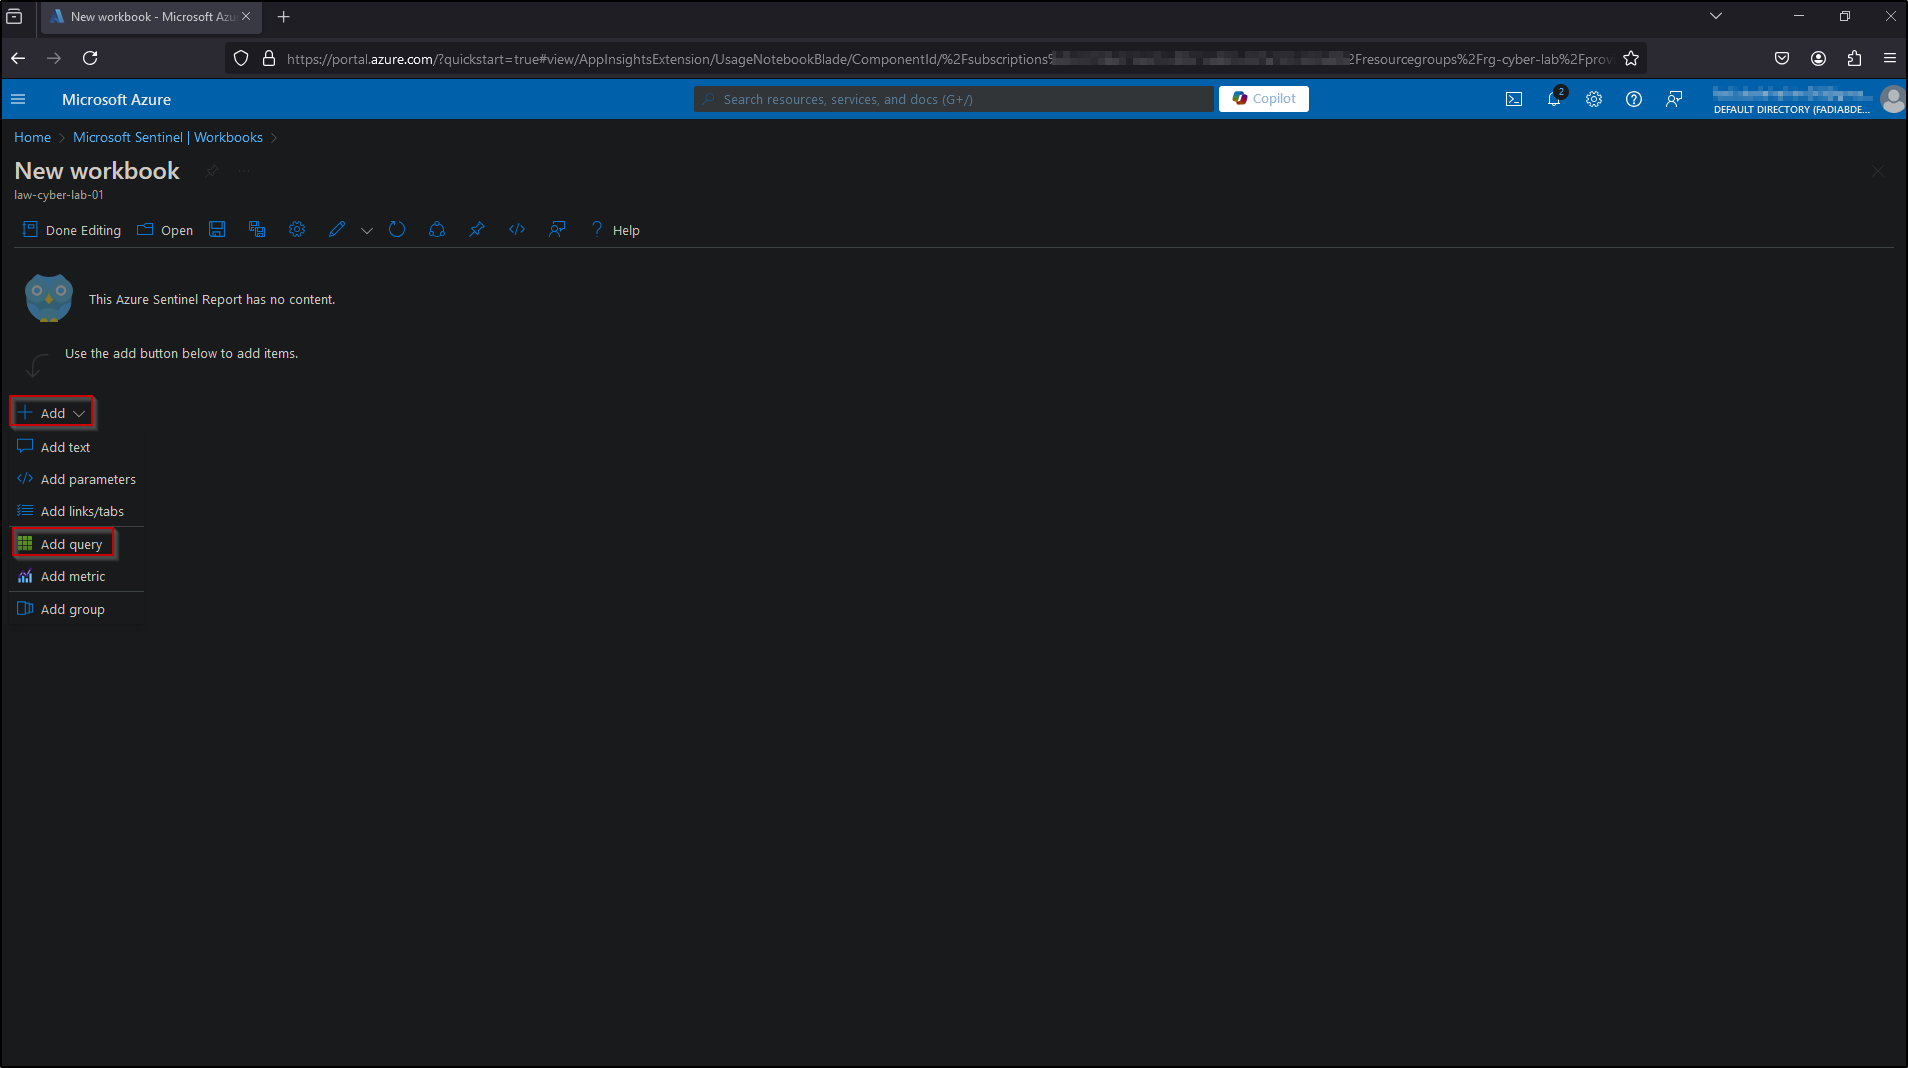 New workbook - Microsoft Azu
https://portal.azure.com/?quickstart=true#view/AppInsightsExtension/UsageNotebookBlade/ComponentId/%2Fsubscriptions%
2Fresourcegroups%2Frg-cyber-lab%2Fprov
Microsoft Azure
Search resources, services, and docs (G+/)
Copilot
2
DEFAULT DIRECTORY (FADIABDE...
Home > Microsoft Sentinel | Workbooks >
New workbook
law-cyber-lab-01
Done Editing
Open
? Help
This Azure Sentinel Report has no content.
Use the add button below to add items.
+ Add
Add text
Add parameters
Add links/tabs
Add query
Add metric
Add group